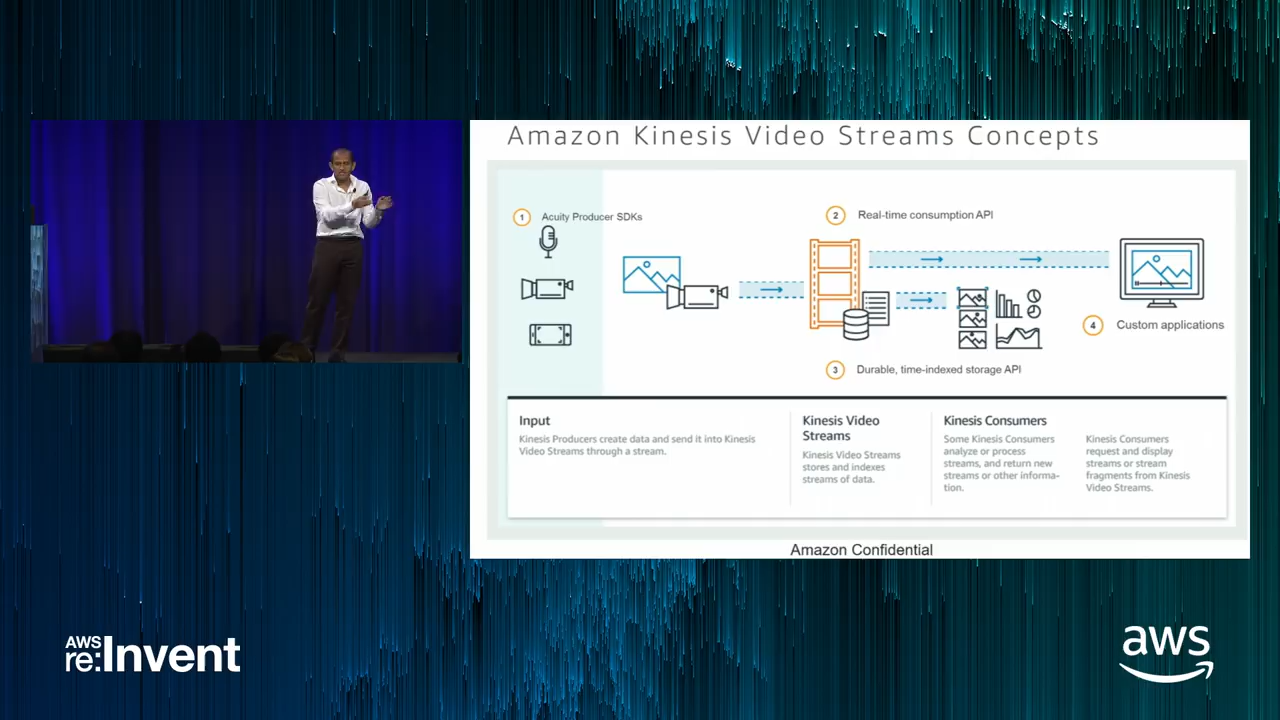 Amazon Kinesis Video Streams Concepts
1 Acuity Producer SDKs
2 Real-time consumption API
4 Custom applications
3 Durable, time-indexed storage API
Input
Kinesis Producers create data and send it into Kinesis
Video Streams through a stream.
Kinesis Video
Streams
Kinesis Video Streams
stores and indexes
streams of data.
Kinesis Consumers
Some Kinesis Consumers
analyze or process
streams, and return new
streams or other informa-
tion.
Kinesis Consumers
request and display
streams or stream
fragments from Kinesis
Video Streams.
Amazon Confidential
AWS
re:Invent
aws